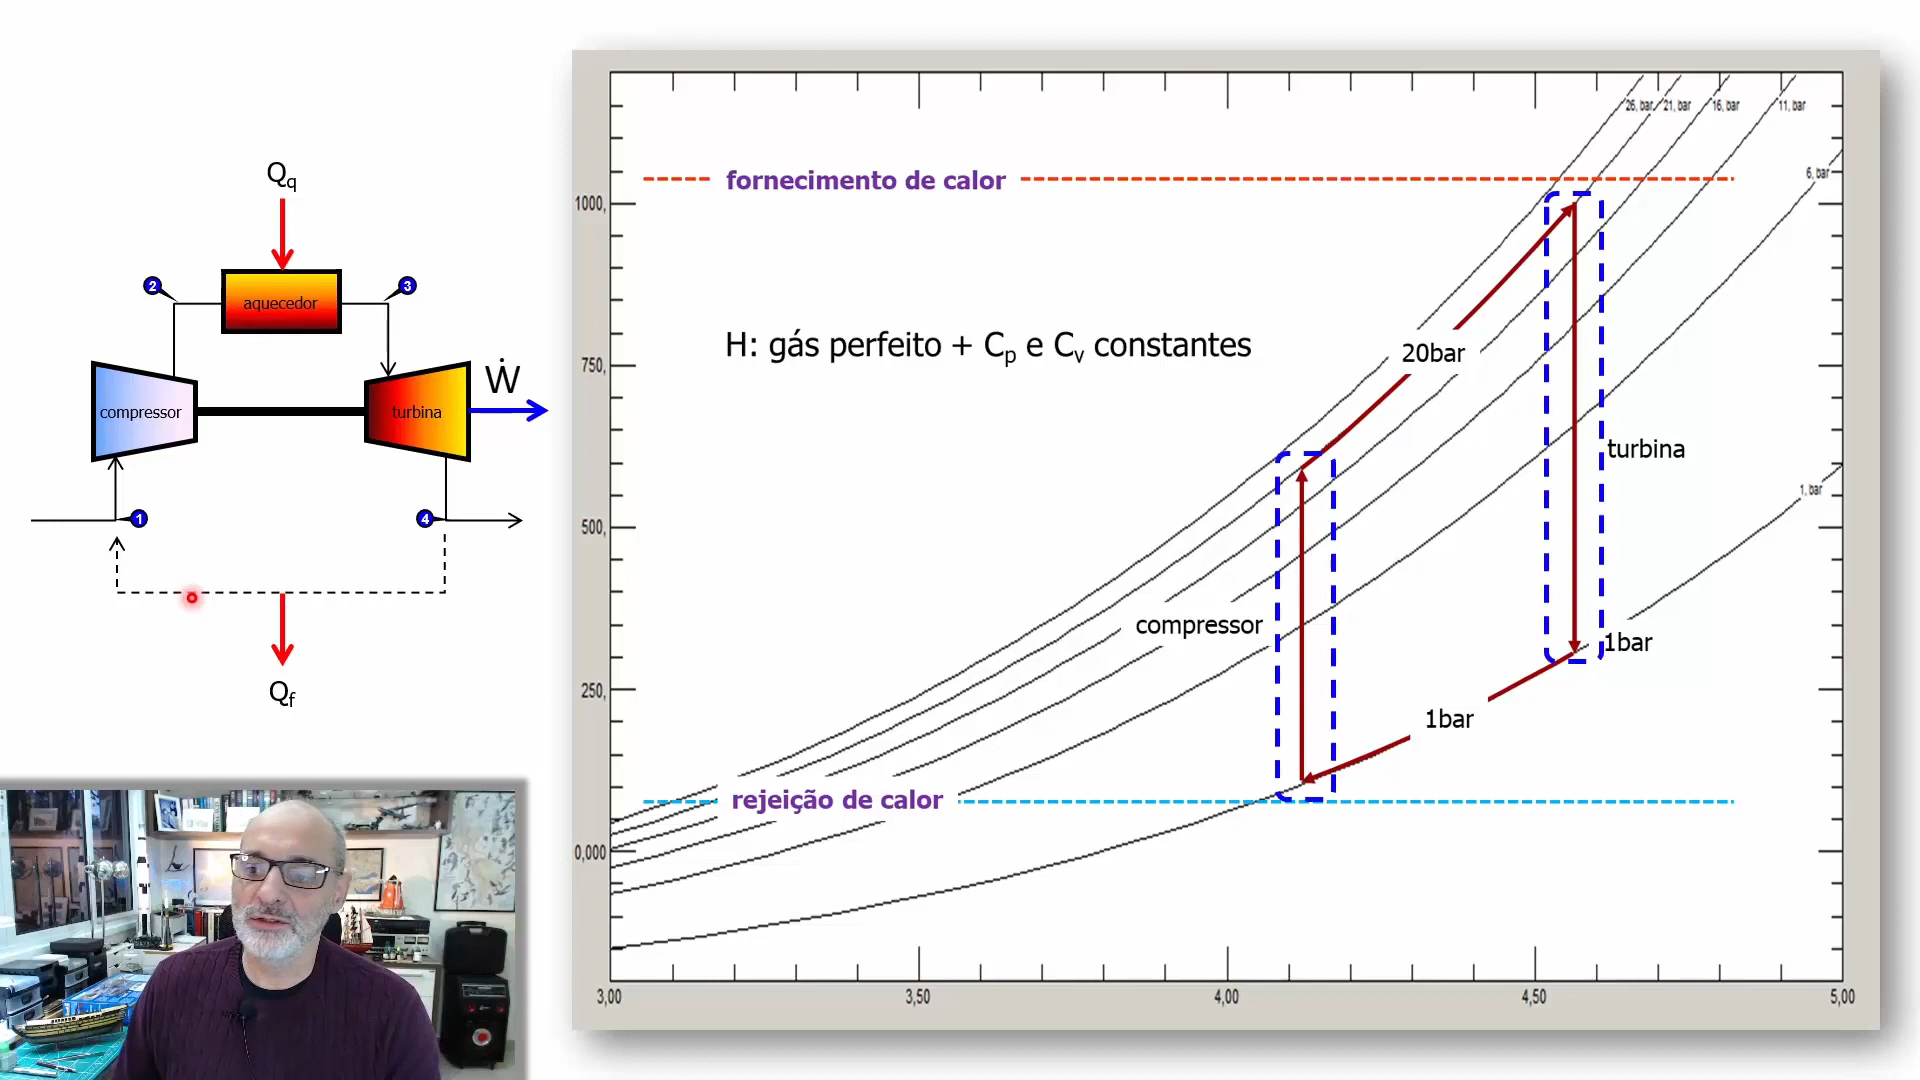 Qq
2
3
aquecedor
compressor
turbina
Ẇ
1
4
Qf
26, bar
21, bar
16, bar
11, bar
6, bar
1, bar
fornecimento de calor
1000,
H: gás perfeito + Cp e Cv constantes
20bar
750,
turbina
500,
compressor
1bar
250,
1bar
rejeição de calor
0,000
3,00
3,50
4,00
4,50
5,00